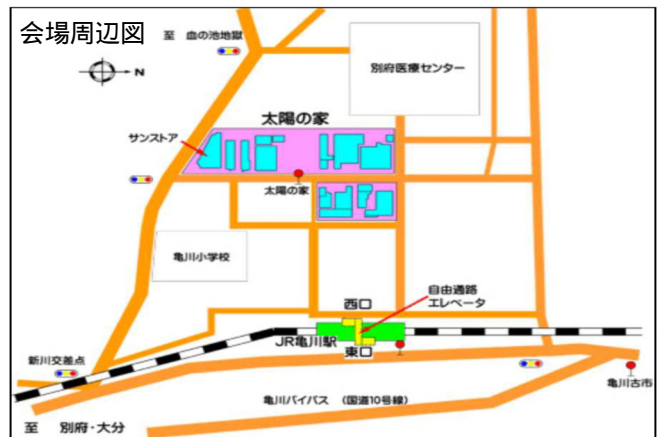 会場周辺図
至 血の池地獄
N
別府医療センター
太陽の家
サンストア
太陽の家
亀川小学校
自由通路
エレベータ
西口
JR亀川駅
東口
新川交差点
亀川古市
亀川バイパス (国道10号線)
至 別府・大分